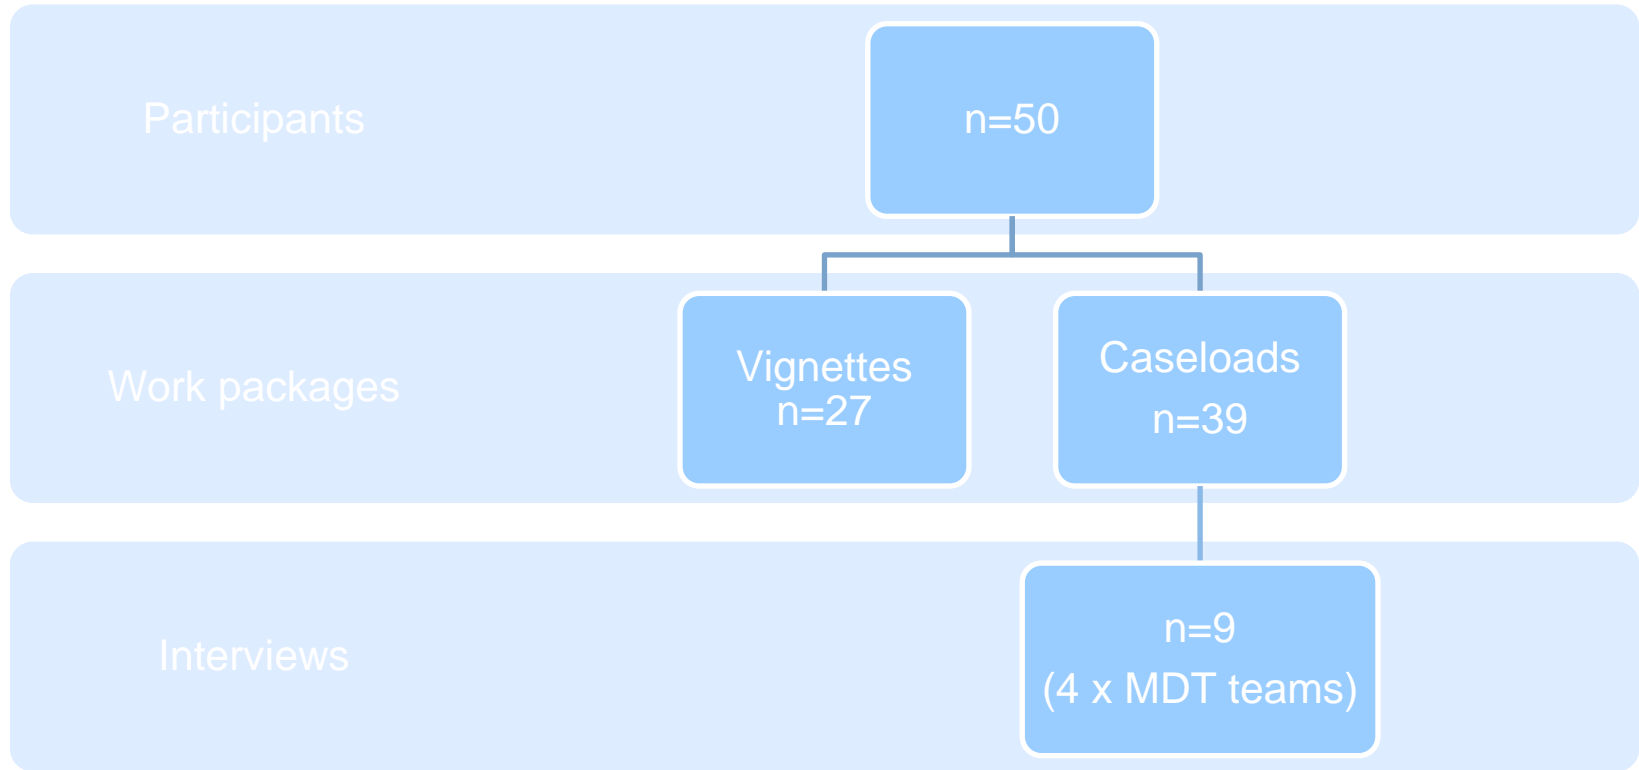 Participants
n=50
Work packages
Vignettes
n=27
Caseloads
n=39
Interviews
n=9
(4 x MDT teams)